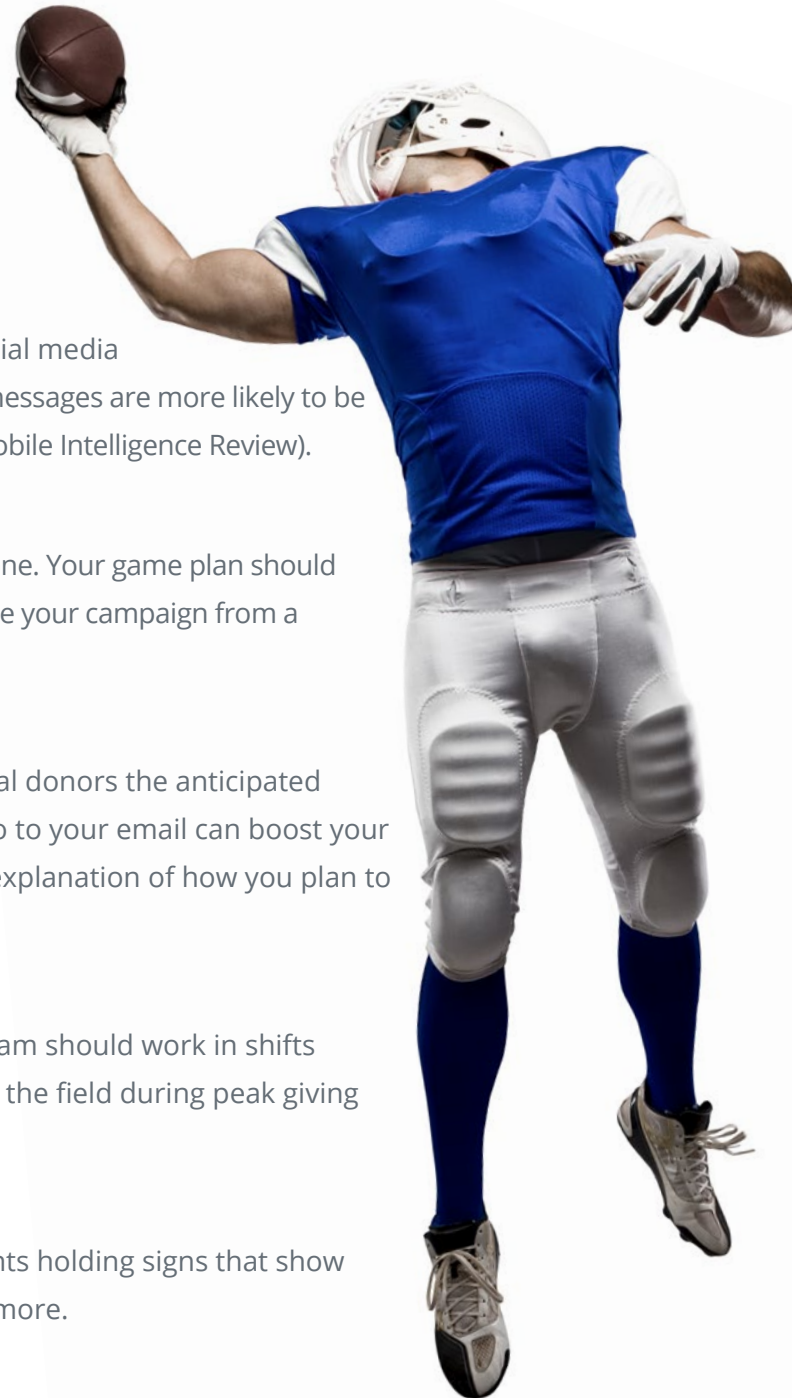 ial media
messages are more likely to be
obile Intelligence Review).
ne. Your game plan should
e your campaign from a
al donors the anticipated
o to your email can boost your
explanation of how you plan to
am should work in shifts
the field during peak giving
nts holding signs that show
more.